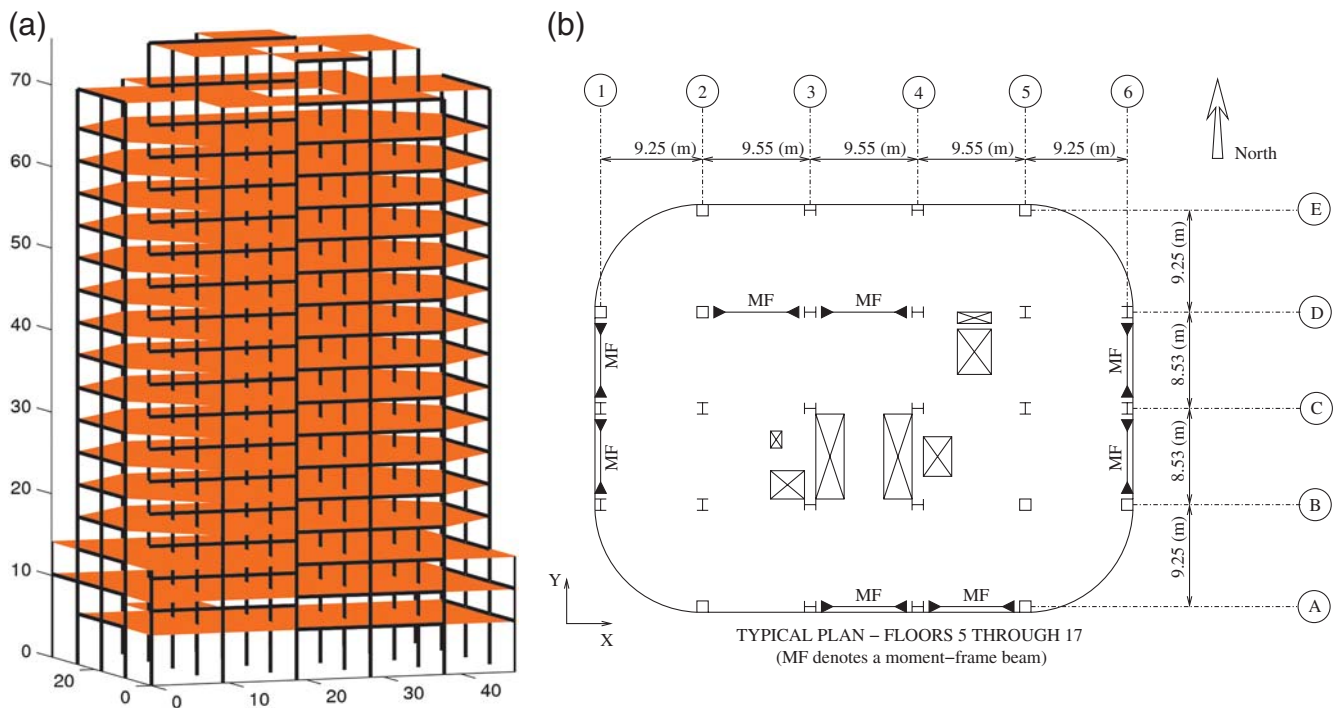 (a)
70
60
50
40
30
20
10
0
20
0
0
10
20
30
40
(b)
1 2 3 4 5 6
9.25 (m) 9.55 (m) 9.55 (m) 9.55 (m) 9.25 (m)
North
E
9.25 (m)
MF MF
D
MF MF
8.53 (m)
C
MF MF
8.53 (m)
B
9.25 (m)
Y
MF MF
A
X
TYPICAL PLAN − FLOORS 5 THROUGH 17
(MF denotes a moment−frame beam)